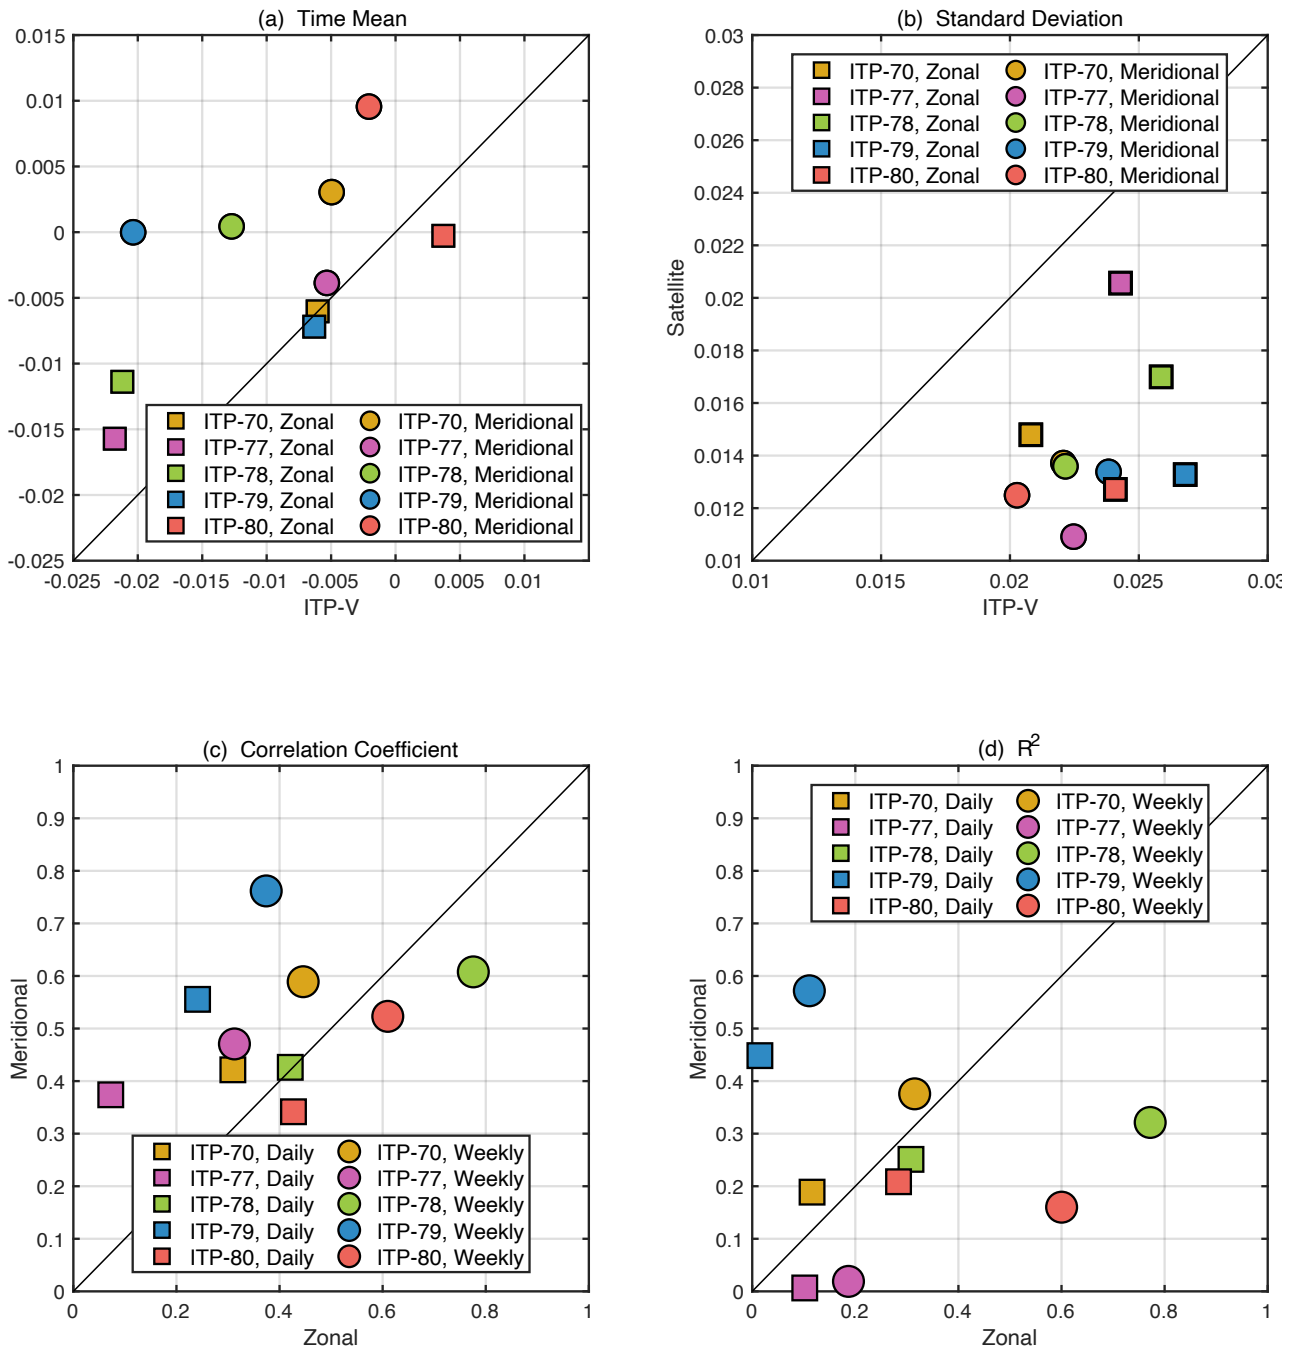 (a) Time Mean
0.015
0.01
0.005
0
-0.005
-0.01
-0.015
-0.02
-0.025
-0.025 -0.02 -0.015 -0.01 -0.005 0 0.005 0.01
ITP-V
ITP-70, Zonal ITP-70, Meridional
ITP-77, Zonal ITP-77, Meridional
ITP-78, Zonal ITP-78, Meridional
ITP-79, Zonal ITP-79, Meridional
ITP-80, Zonal ITP-80, Meridional
(b) Standard Deviation
Satellite
0.03
0.028
0.026
0.024
0.022
0.02
0.018
0.016
0.014
0.012
0.01
0.01 0.015 0.02 0.025 0.03
ITP-V
ITP-70, Zonal ITP-70, Meridional
ITP-77, Zonal ITP-77, Meridional
ITP-78, Zonal ITP-78, Meridional
ITP-79, Zonal ITP-79, Meridional
ITP-80, Zonal ITP-80, Meridional
(c) Correlation Coefficient
Meridional
1
0.9
0.8
0.7
0.6
0.5
0.4
0.3
0.2
0.1
0
0 0.2 0.4 0.6 0.8 1
Zonal
ITP-70, Daily ITP-70, Weekly
ITP-77, Daily ITP-77, Weekly
ITP-78, Daily ITP-78, Weekly
ITP-79, Daily ITP-79, Weekly
ITP-80, Daily ITP-80, Weekly
(d) R²
Meridional
1
0.9
0.8
0.7
0.6
0.5
0.4
0.3
0.2
0.1
0
0 0.2 0.4 0.6 0.8 1
Zonal
ITP-70, Daily ITP-70, Weekly
ITP-77, Daily ITP-77, Weekly
ITP-78, Daily ITP-78, Weekly
ITP-79, Daily ITP-79, Weekly
ITP-80, Daily ITP-80, Weekly